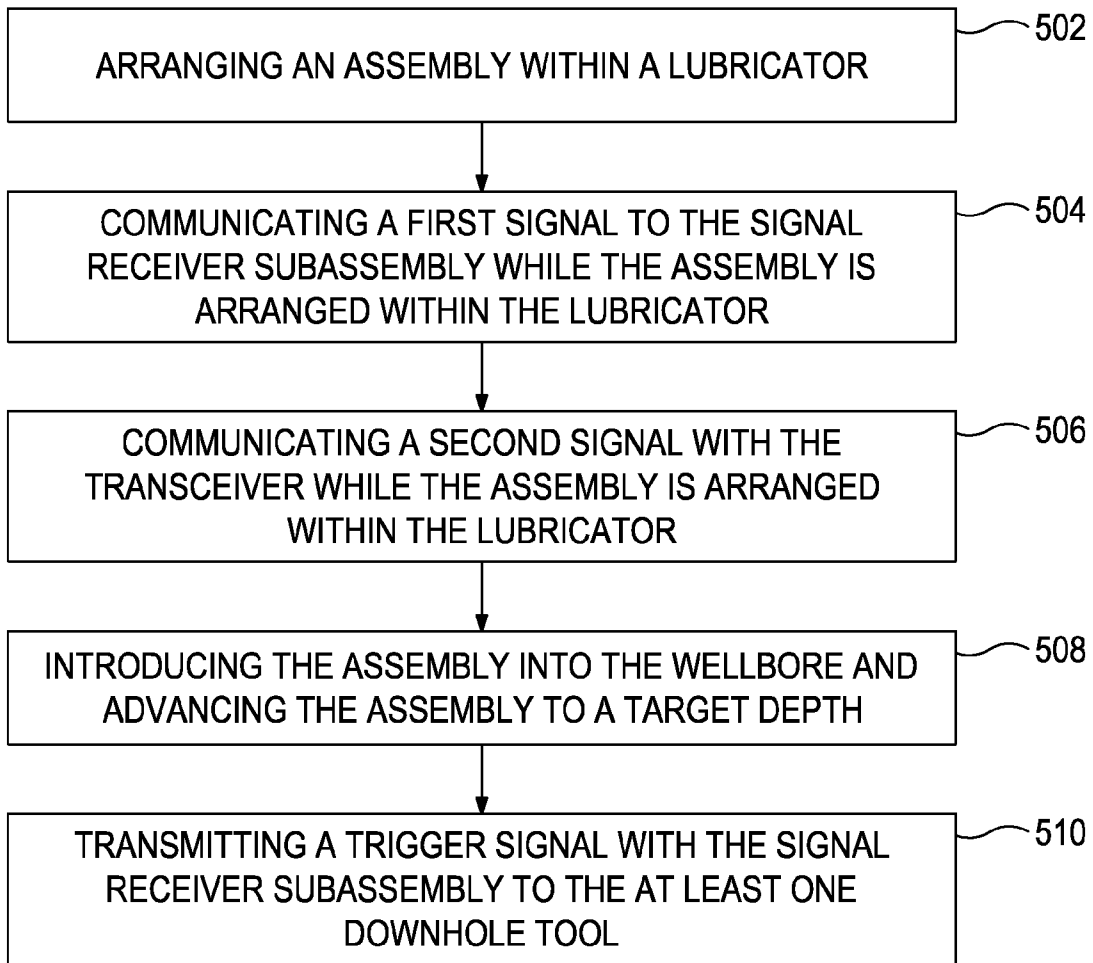 ARRANGING AN ASSEMBLY WITHIN A LUBRICATOR
502
COMMUNICATING A FIRST SIGNAL TO THE SIGNAL
RECEIVER SUBASSEMBLY WHILE THE ASSEMBLY IS
ARRANGED WITHIN THE LUBRICATOR
504
COMMUNICATING A SECOND SIGNAL WITH THE
TRANSCEIVER WHILE THE ASSEMBLY IS ARRANGED
WITHIN THE LUBRICATOR
506
INTRODUCING THE ASSEMBLY INTO THE WELLBORE AND
ADVANCING THE ASSEMBLY TO A TARGET DEPTH
508
TRANSMITTING A TRIGGER SIGNAL WITH THE SIGNAL
RECEIVER SUBASSEMBLY TO THE AT LEAST ONE
DOWNHOLE TOOL
510